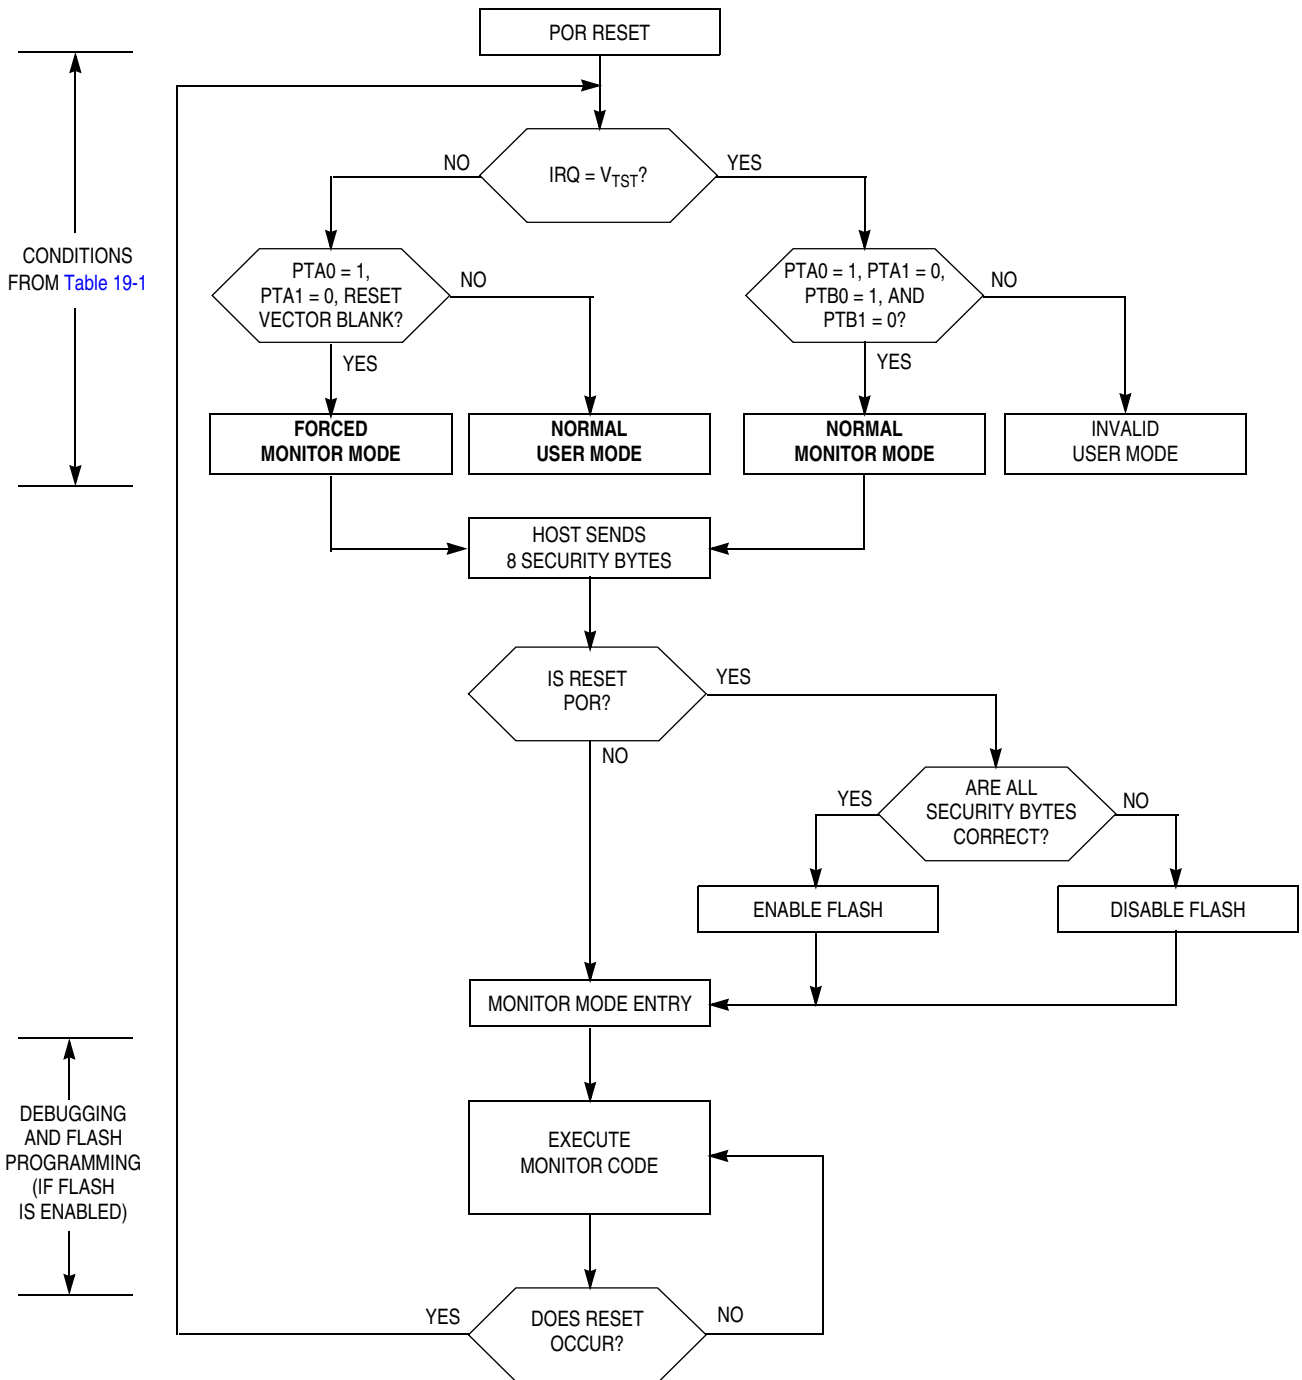 POR RESET
NO
IRQ = VTST?
YES
CONDITIONS
FROM Table 19-1
PTA0 = 1,
PTA1 = 0, RESET
VECTOR BLANK?
NO
YES
PTA0 = 1, PTA1 = 0,
PTB0 = 1, AND
PTB1 = 0?
NO
YES
FORCED
MONITOR MODE
NORMAL
USER MODE
NORMAL
MONITOR MODE
INVALID
USER MODE
HOST SENDS
8 SECURITY BYTES
IS RESET
POR?
YES
NO
YES
ARE ALL
SECURITY BYTES
CORRECT?
NO
ENABLE FLASH
DISABLE FLASH
MONITOR MODE ENTRY
DEBUGGING
AND FLASH
PROGRAMMING
(IF FLASH
IS ENABLED)
EXECUTE
MONITOR CODE
YES
DOES RESET
OCCUR?
NO